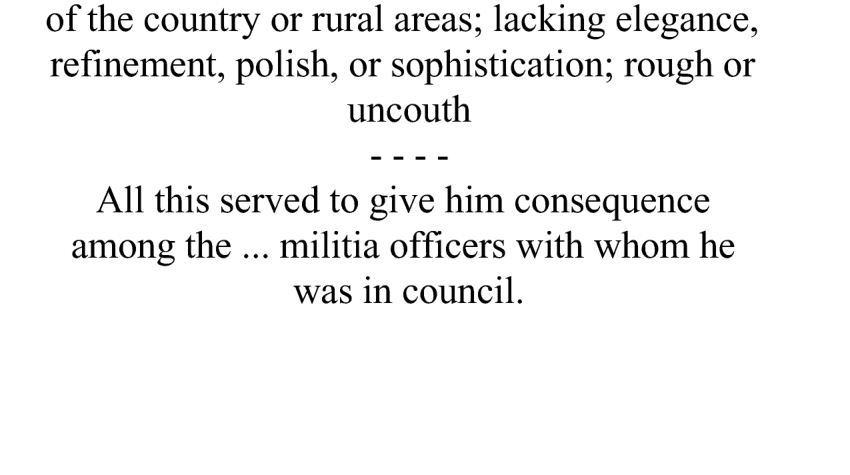 of the country or rural areas; lacking elegance,
refinement, polish, or sophistication; rough or
uncouth
- - - -
All this served to give him consequence
among the ... militia officers with whom he
was in council.